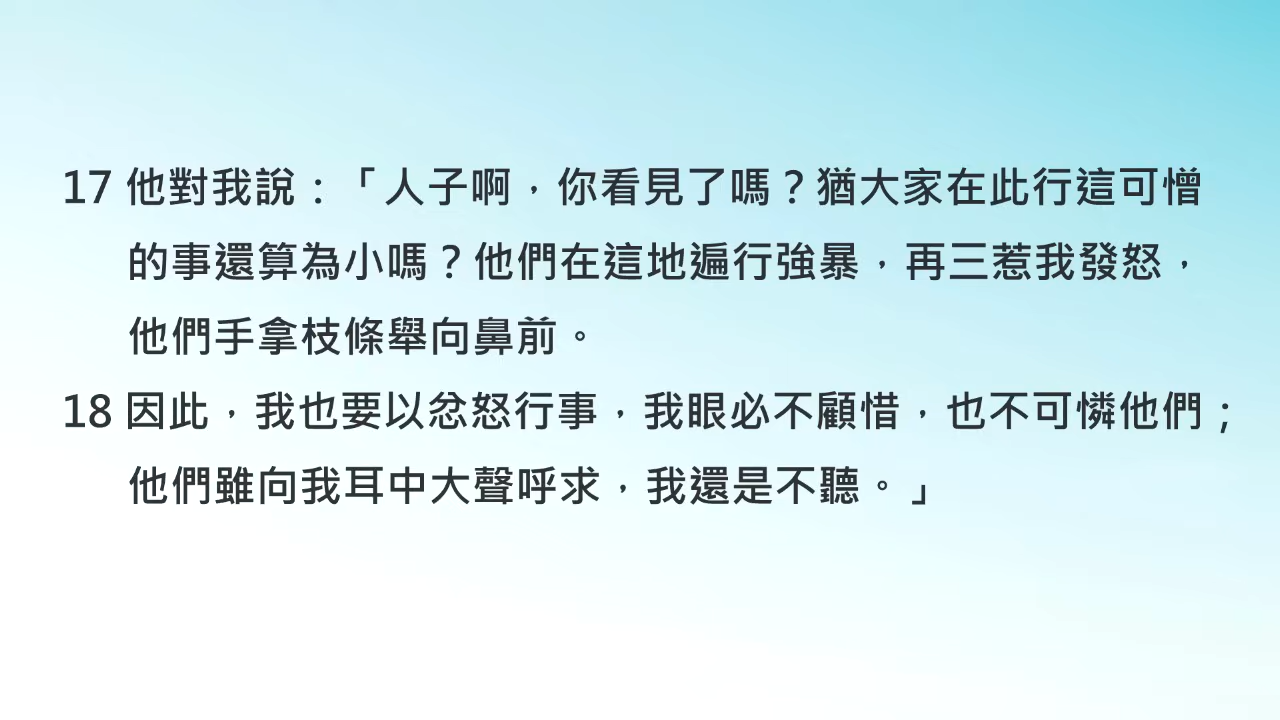 17 他對我說：「人子啊，你看見了嗎？猶大家在此行這可憎
的事還算為小嗎？他們在這地遍行強暴，再三惹我發怒，
他們手拿枝條舉向鼻前。
18 因此，我也要以忿怒行事，我眼必不顧惜，也不可憐他們；
他們雖向我耳中大聲呼求，我還是不聽。」